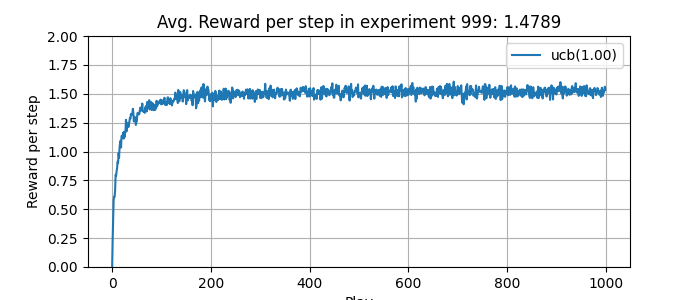 Avg. Reward per step in experiment 999: 1.4789
2.00
1.75
1.50
1.25
1.00
0.75
0.50
0.25
0.00
Reward per step
ucb(1.00)
0 200 400 600 800 1000
Play